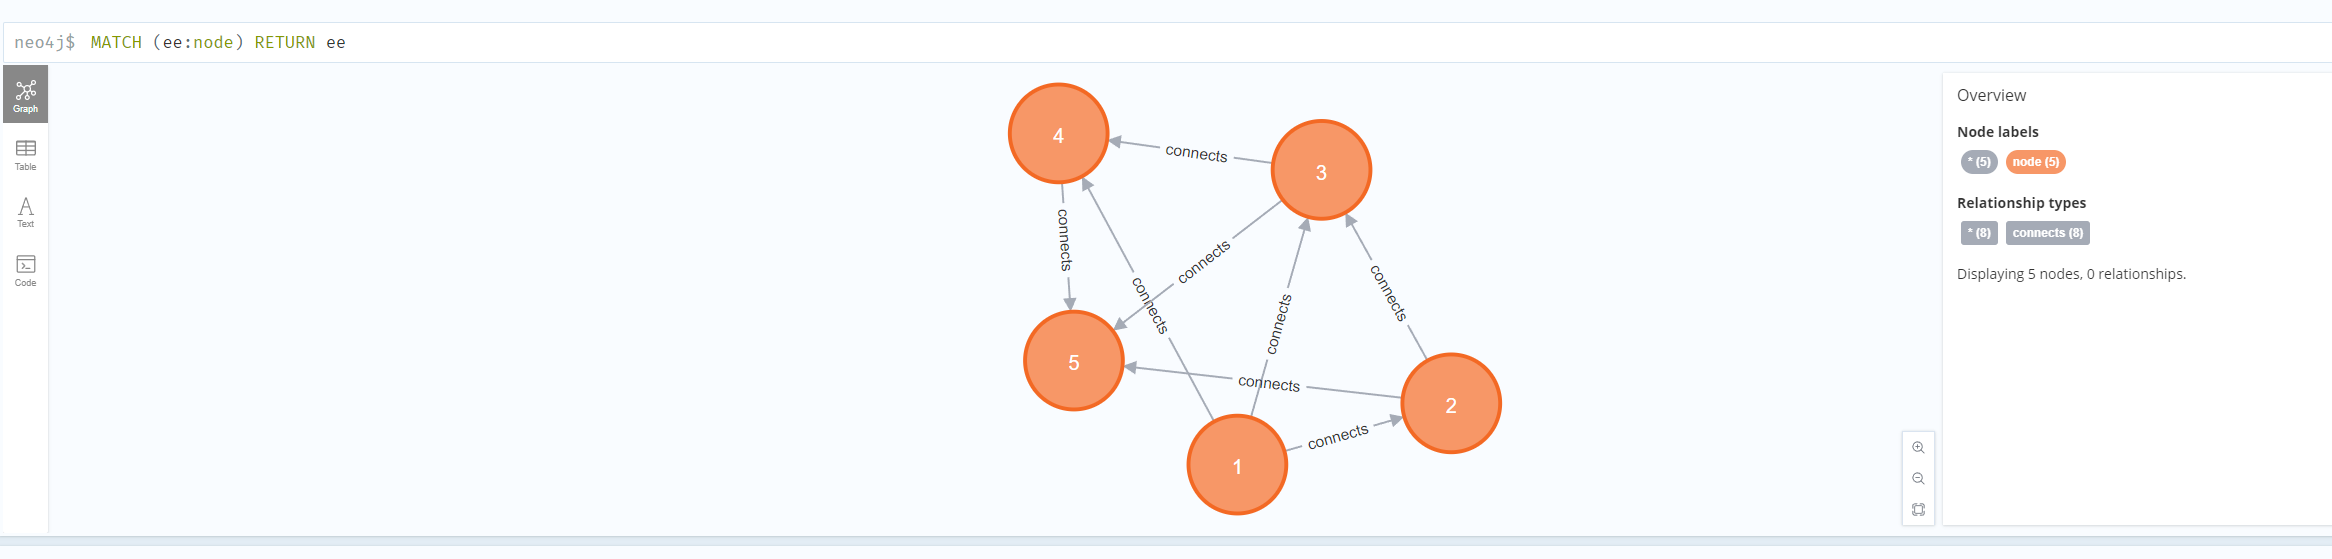 neo4j$ MATCH (ee:node) RETURN ee
Graph
Table
Text
Code
4
3
5
2
1
connects
connects
connects
connects
connects
connects
connects
connects
Overview
Node labels
* (5) node (5)
Relationship types
* (8) connects (8)
Displaying 5 nodes, 0 relationships.